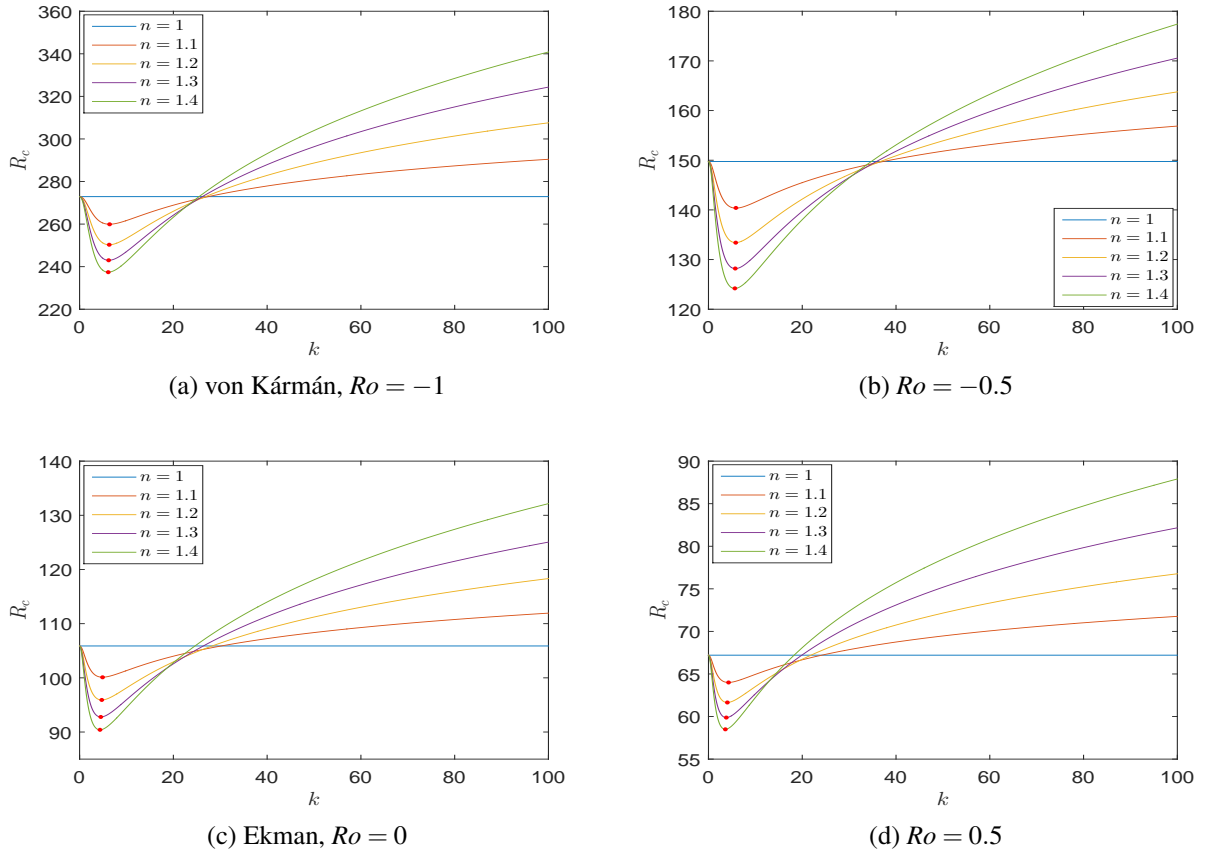 360
340
320
300
280
260
240
220
R_c
0 20 40 60 80 100
k
n = 1
n = 1.1
n = 1.2
n = 1.3
n = 1.4
(a) von Kármán, Ro = −1
180
170
160
150
140
130
120
R_c
0 20 40 60 80 100
k
n = 1
n = 1.1
n = 1.2
n = 1.3
n = 1.4
(b) Ro = −0.5
140
130
120
110
100
90
R_c
0 20 40 60 80 100
k
n = 1
n = 1.1
n = 1.2
n = 1.3
n = 1.4
(c) Ekman, Ro = 0
90
85
80
75
70
65
60
55
R_c
0 20 40 60 80 100
k
n = 1
n = 1.1
n = 1.2
n = 1.3
n = 1.4
(d) Ro = 0.5